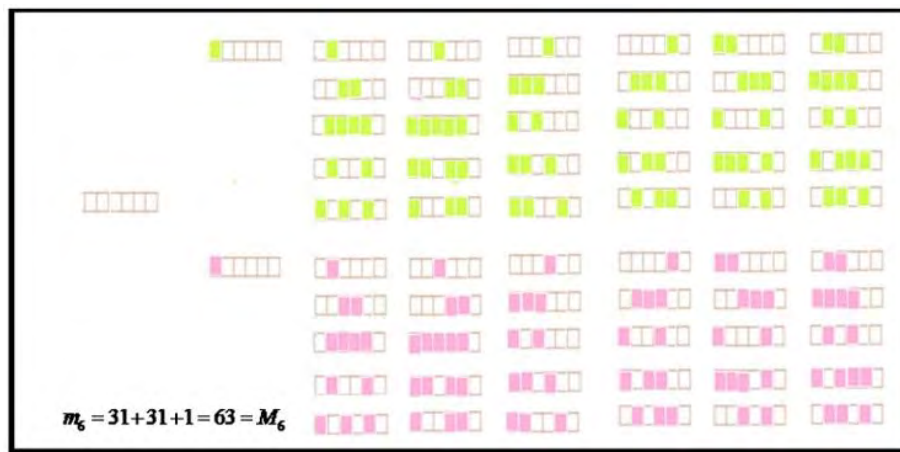 m₆ = 31+31+1 = 63 = M₆